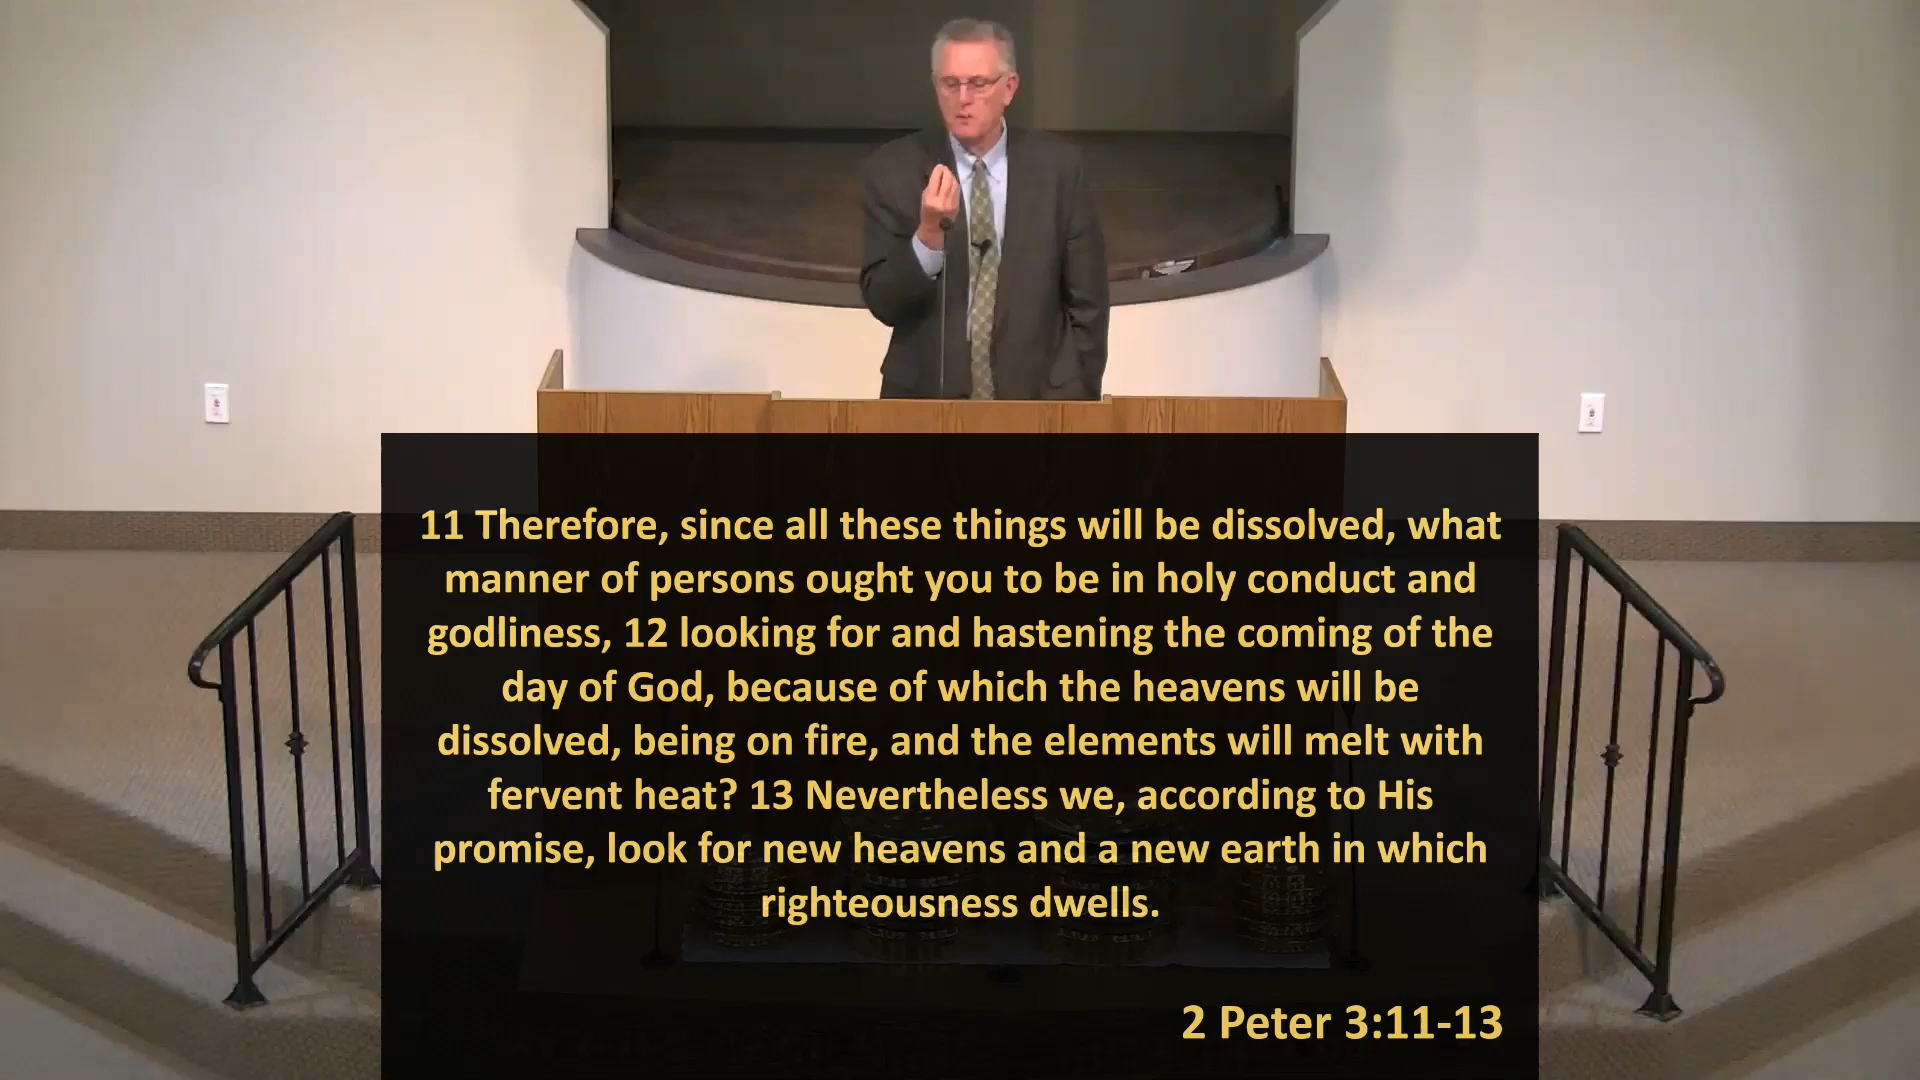 11 Therefore, since all these things will be dissolved, what
manner of persons ought you to be in holy conduct and
godliness, 12 looking for and hastening the coming of the
day of God, because of which the heavens will be
dissolved, being on fire, and the elements will melt with
fervent heat? 13 Nevertheless we, according to His
promise, look for new heavens and a new earth in which
righteousness dwells.
2 Peter 3:11-13